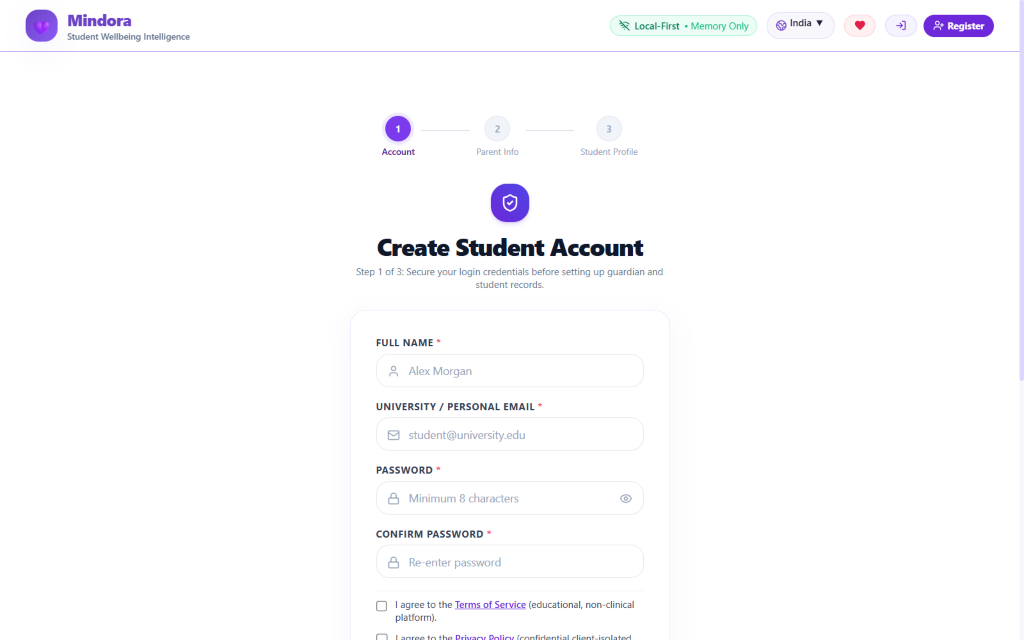 Mindora
Student Wellbeing Intelligence
Local-First • Memory Only
India ▼
Register
1
2
3
Account
Parent Info
Student Profile
Create Student Account
Step 1 of 3: Secure your login credentials before setting up guardian and
student records.
FULL NAME *
Alex Morgan
UNIVERSITY / PERSONAL EMAIL *
student@university.edu
PASSWORD *
Minimum 8 characters
CONFIRM PASSWORD *
Re-enter password
I agree to the Terms of Service (educational, non-clinical
platform).
I agree to the Privacy Policy (confidential client-isolated